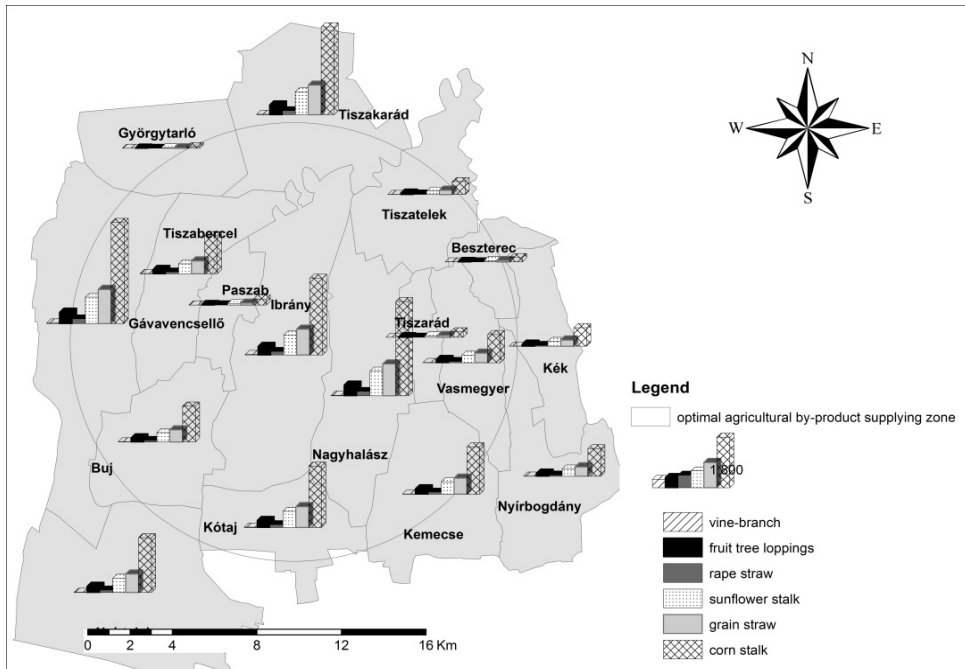 N
W
E
S
Tiszakarád
Györgytarló
Tiszatelek
Tiszabercel
Beszterec
Paszab
Ibrány
Gávavencsellő
Tiszarád
Kék
Vasmegyer
Legend
optimal agricultural by-product supplying zone
1 800
Nagyhalász
Buj
Nyírbogdány
Kótaj
Kemecse
vine-branch
fruit tree loppings
rape straw
sunflower stalk
grain straw
corn stalk
0 2 4 8 12 16 Km